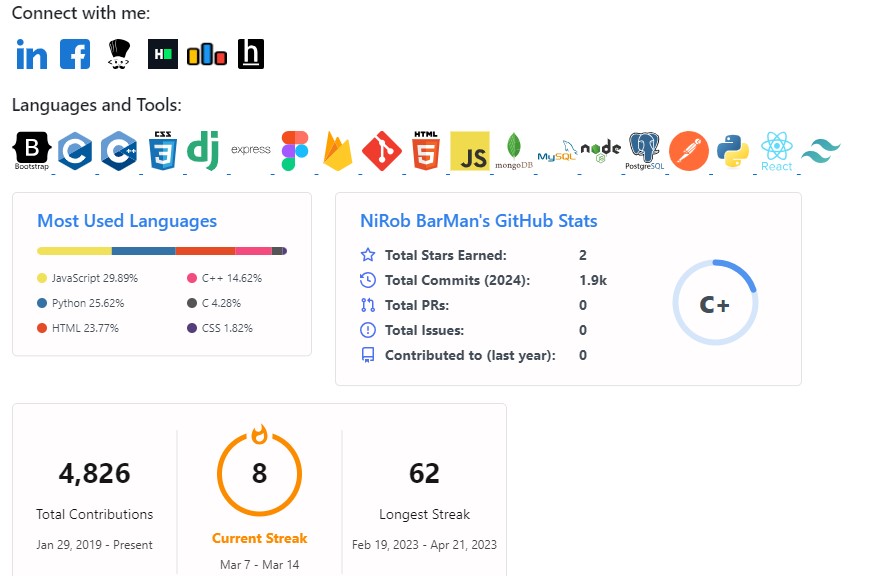 Connect with me:
in f H h
Languages and Tools:
B Bootstrap C C++ CSS 3 dj express HTML 5 JS mongoDB MySQL node JS PostgreSQL React
Most Used Languages
JavaScript 29.89%
Python 25.62%
HTML 23.77%
C++ 14.62%
C 4.28%
CSS 1.82%
NiRob BarMan's GitHub Stats
Total Stars Earned: 2
Total Commits (2024): 1.9k
Total PRs: 0
Total Issues: 0
Contributed to (last year): 0
C+
4,826
Total Contributions
Jan 29, 2019 - Present
8
Current Streak
Mar 7 - Mar 14
62
Longest Streak
Feb 19, 2023 - Apr 21, 2023